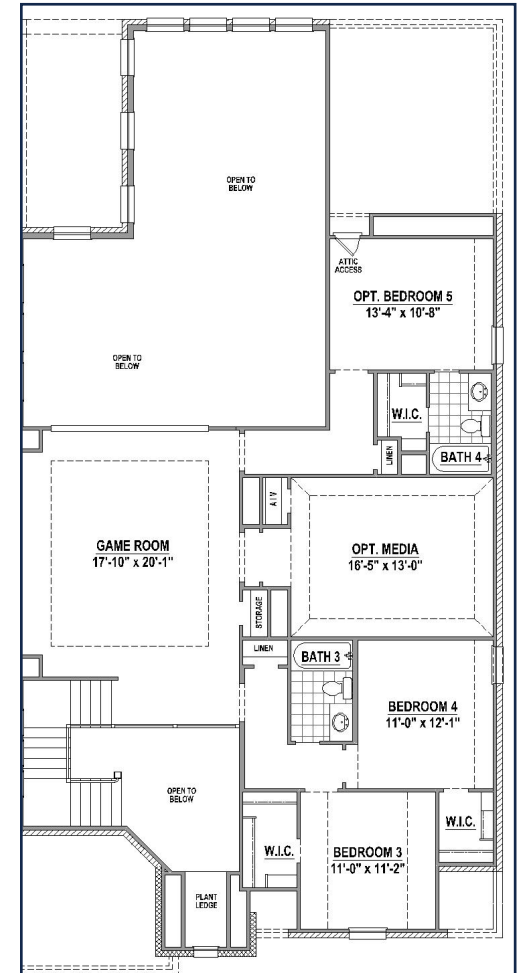 OPEN TO
BELOW
ATTIC
ACCESS
OPT. BEDROOM 5
13'-4" x 10'-8"
OPEN TO
BELOW
W.I.C.
LINEN
BATH 4
A/V
GAME ROOM
17'-10" x 20'-1"
OPT. MEDIA
16'-5" x 13'-0"
STORAGE
LINEN
BATH 3
BEDROOM 4
11'-0" x 12'-1"
OPEN TO
BELOW
W.I.C.
W.I.C.
BEDROOM 3
11'-0" x 11'-2"
PLANT
LEDGE